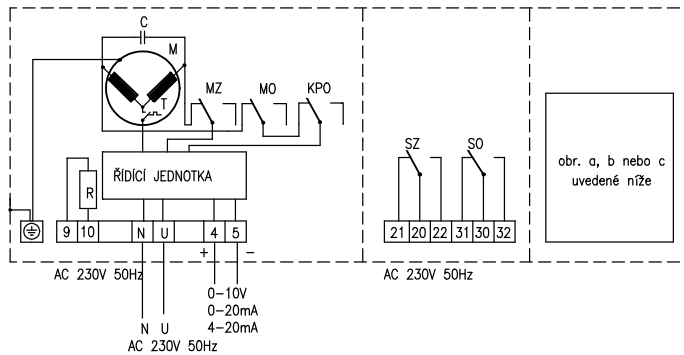 C
M
T
MZ
MO
KPO
ŘÍDÍCÍ JEDNOTKA
R
9 10 N U 4 5
+ −
AC 230V 50Hz
0−10V
0−20mA
4−20mA
N U
AC 230V 50Hz
SZ
SO
21 20 22 31 30 32
AC 230V 50Hz
obr. a, b nebo c
uvedené níže